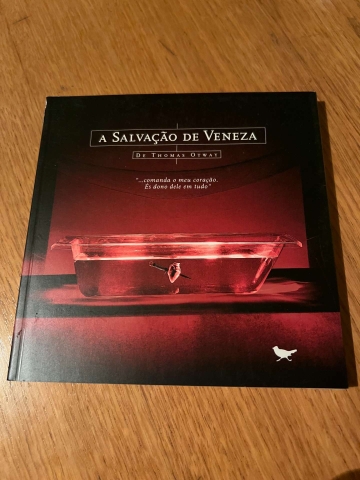 A SALVAÇÃO DE VENEZA
DE THOMAS OTWAY
"...comanda o meu coração.
És dono dele em tudo"